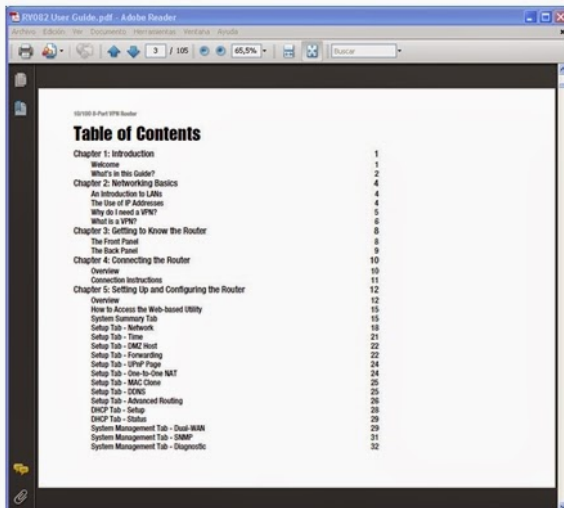 RV082 User Guide.pdf - Adobe Reader
Archivo Edición Ver Documento Herramientas Ventana Ayuda
3 / 105 65,5% Buscar
10/100 8-Port VPN Router
Table of Contents
Chapter 1: Introduction 1
Welcome 1
What's in this Guide? 2
Chapter 2: Networking Basics 4
An Introduction to LANs 4
The Use of IP Addresses 4
Why do I need a VPN? 5
What is a VPN? 6
Chapter 3: Getting to Know the Router 8
The Front Panel 8
The Back Panel 9
Chapter 4: Connecting the Router 10
Overview 10
Connection Instructions 11
Chapter 5: Setting Up and Configuring the Router 12
Overview 12
How to Access the Web-based Utility 15
System Summary Tab 15
Setup Tab - Network 18
Setup Tab - Time 21
Setup Tab - DMZ Host 22
Setup Tab - Forwarding 22
Setup Tab - UPnP Page 24
Setup Tab - One-to-One NAT 24
Setup Tab - MAC Clone 25
Setup Tab - DDNS 25
Setup Tab - Advanced Routing 26
DHCP Tab - Setup 28
DHCP Tab - Status 29
System Management Tab - Dual-WAN 29
System Management Tab - SNMP 31
System Management Tab - Diagnostic 32